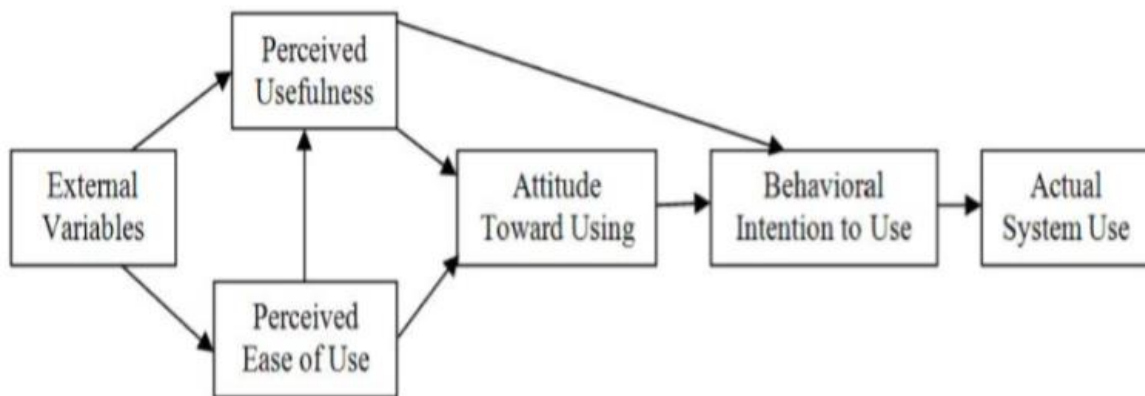 Perceived
Usefulness
External
Variables
Attitude
Toward Using
Behavioral
Intention to Use
Actual
System Use
Perceived
Ease of Use